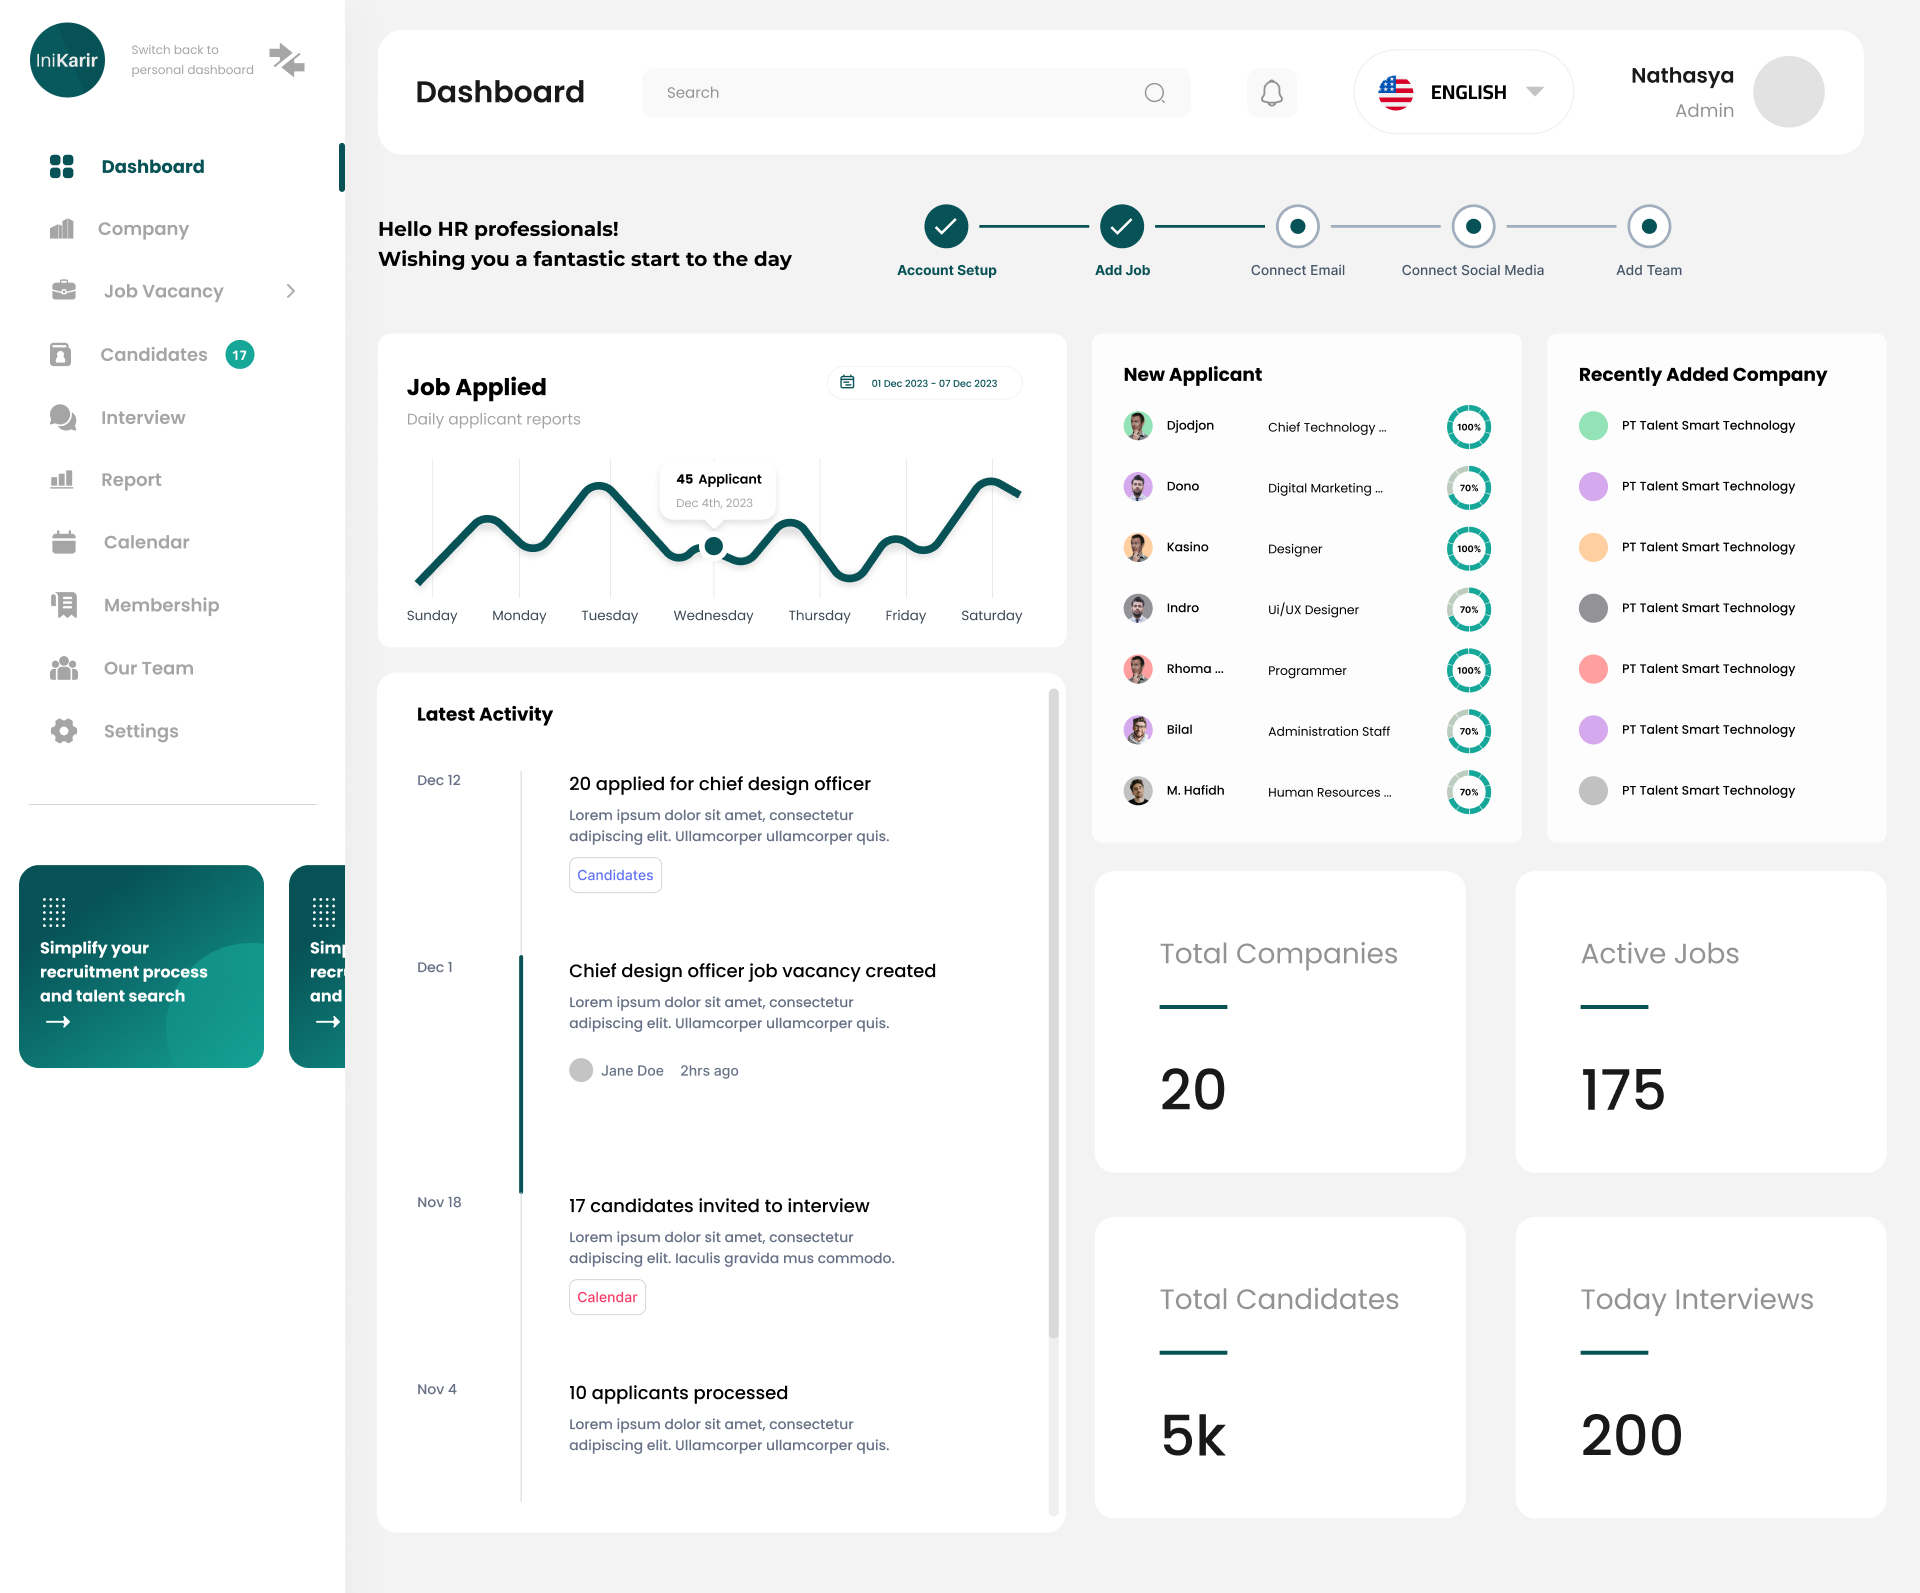 IniKarir
Switch back to
personal dashboard
Dashboard
Company
Job Vacancy
Candidates 17
Interview
Report
Calendar
Membership
Our Team
Settings
Simplify your
recruitment process
and talent search
Simp
recru
and
Dashboard
Search
ENGLISH
Nathasya
Admin
Hello HR professionals!
Wishing you a fantastic start to the day
Account Setup
Add Job
Connect Email
Connect Social Media
Add Team
Job Applied
Daily applicant reports
01 Dec 2023 - 07 Dec 2023
45 Applicant
Dec 4th, 2023
Sunday Monday Tuesday Wednesday Thursday Friday Saturday
Latest Activity
Dec 12
20 applied for chief design officer
Lorem ipsum dolor sit amet, consectetur
adipiscing elit. Ullamcorper ullamcorper quis.
Candidates
Dec 1
Chief design officer job vacancy created
Lorem ipsum dolor sit amet, consectetur
adipiscing elit. Ullamcorper ullamcorper quis.
Jane Doe 2hrs ago
Nov 18
17 candidates invited to interview
Lorem ipsum dolor sit amet, consectetur
adipiscing elit. Iaculis gravida mus commodo.
Calendar
Nov 4
10 applicants processed
Lorem ipsum dolor sit amet, consectetur
adipiscing elit. Ullamcorper ullamcorper quis.
New Applicant
Djodjon Chief Technology ... 100%
Dono Digital Marketing ... 70%
Kasino Designer 100%
Indro Ui/UX Designer 70%
Rhoma ... Programmer 100%
Bilal Administration Staff 70%
M. Hafidh Human Resources ... 70%
Recently Added Company
PT Talent Smart Technology
PT Talent Smart Technology
PT Talent Smart Technology
PT Talent Smart Technology
PT Talent Smart Technology
PT Talent Smart Technology
PT Talent Smart Technology
Total Companies
20
Active Jobs
175
Total Candidates
5k
Today Interviews
200